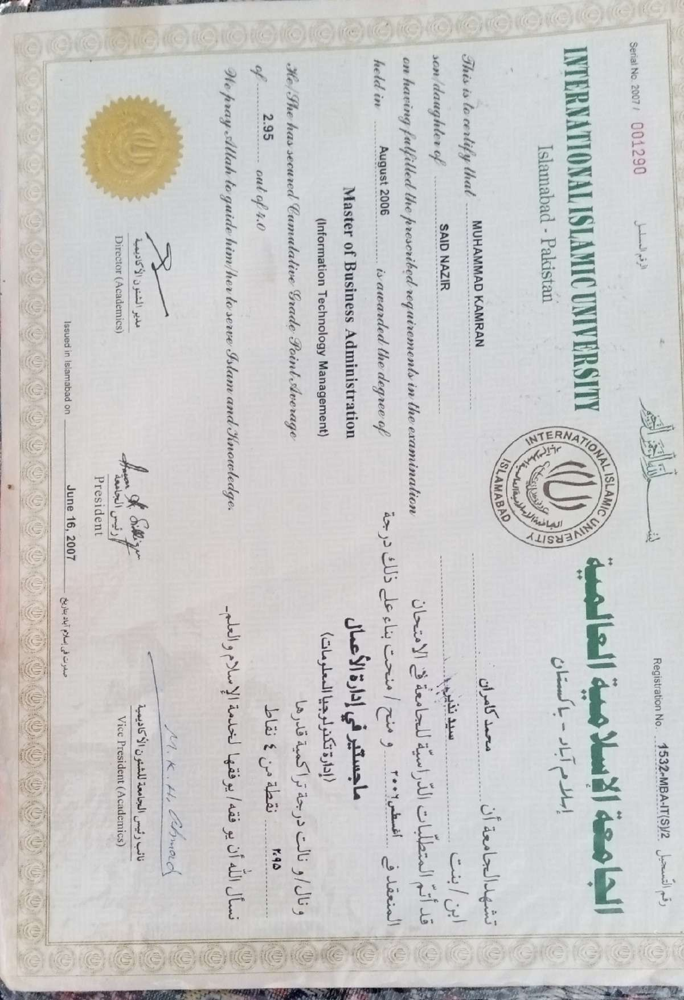 Serial No. 2007 / 001290 الرقم المسلسل
Registration No. 1532-MBA-IT(S)/2 رقم التسجيل
INTERNATIONAL ISLAMIC UNIVERSITY
Islamabad - Pakistan
INTERNATIONAL ISLAMIC UNIVERSITY
ISLAMABAD
الجامعة الإسلامية العالمية
إسلام آباد - باكستان
This is to certify that MUHAMMAD KAMRAN
son/daughter of SAID NAZIR
on having fulfilled the prescribed requirements in the examination
held in August 2006 is awarded the degree of
Master of Business Administration
(Information Technology Management)
He/She has secured Cumulative Grade Point Average
of 2.95 out of 4.0
We pray Allah to guide him/her to serve Islam and Knowledge.
تشهد الجامعة أن محمد كامران
ابن / بنت سيد نذير
قد أتمّ المتطلّبات الدّراسيّة للجامعة في الامتحان
المنعقد في أغسطس ٢٠٠٦ و منح / منحت بناء على ذلك درجة
ماجستير في إدارة الأعمال
(إدارة تكنولوجيا المعلومات)
و نال / و نالت درجة تراكمية قدرها
٢.٩٥ نقطة من ٤ نقاط
نسأل الله أن يوفقه / يوفقها لخدمة الإسلام والعلم-
مدير الشئون الأكاديمية
Director (Academics)
رئيس الجامعة
President
M. K. H. Ahmad
نائب رئيس الجامعة للشئون الأكاديمية
Vice President (Academics)
Issued in Islamabad on June 16, 2007 صدرت في إسلام آباد بتاريخ